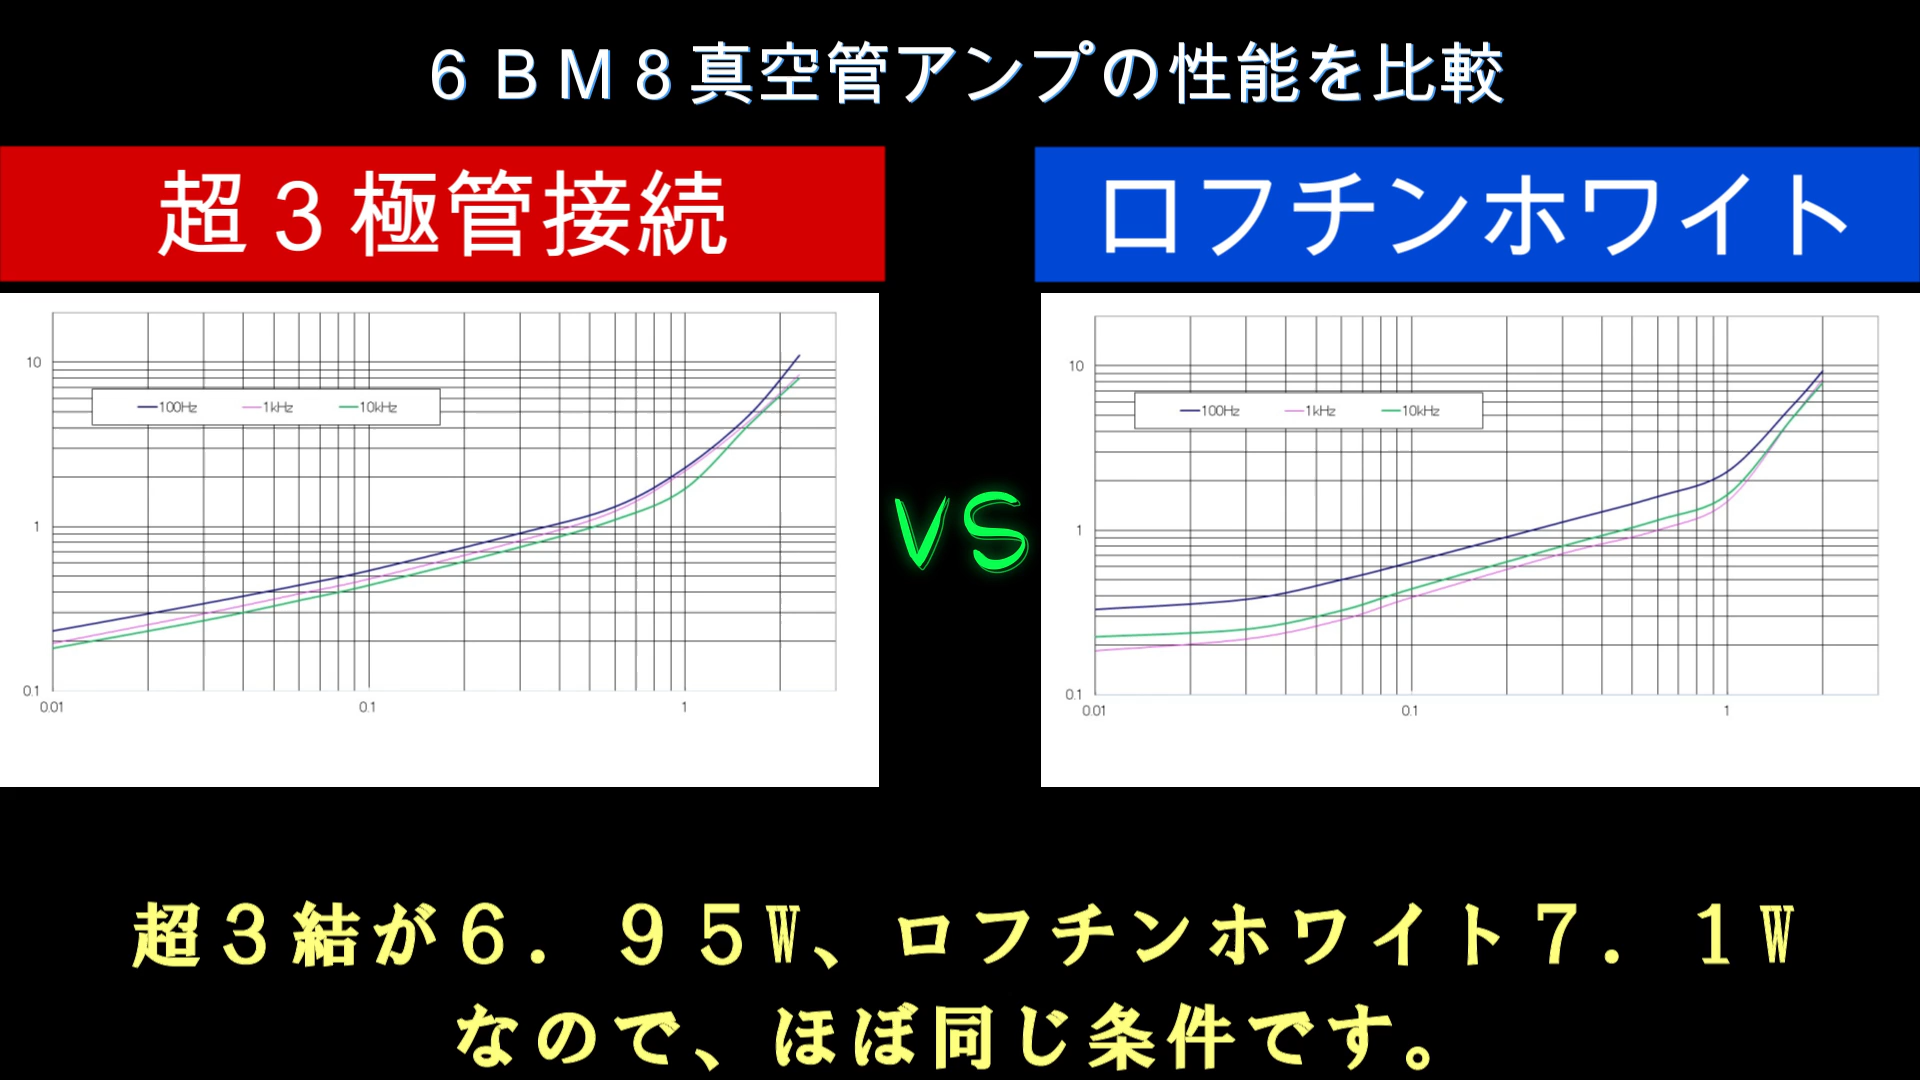 ６ＢＭ８真空管アンプの性能を比較
超３極管接続
ロフチンホワイト
10
1
0.1
100Hz 1kHz 10kHz
0.01 0.1 1
VS
10
1
0.1
100Hz 1kHz 10kHz
0.01 0.1 1
超３結が６．９５W、ロフチンホワイト７．１W
なので、ほぼ同じ条件です。